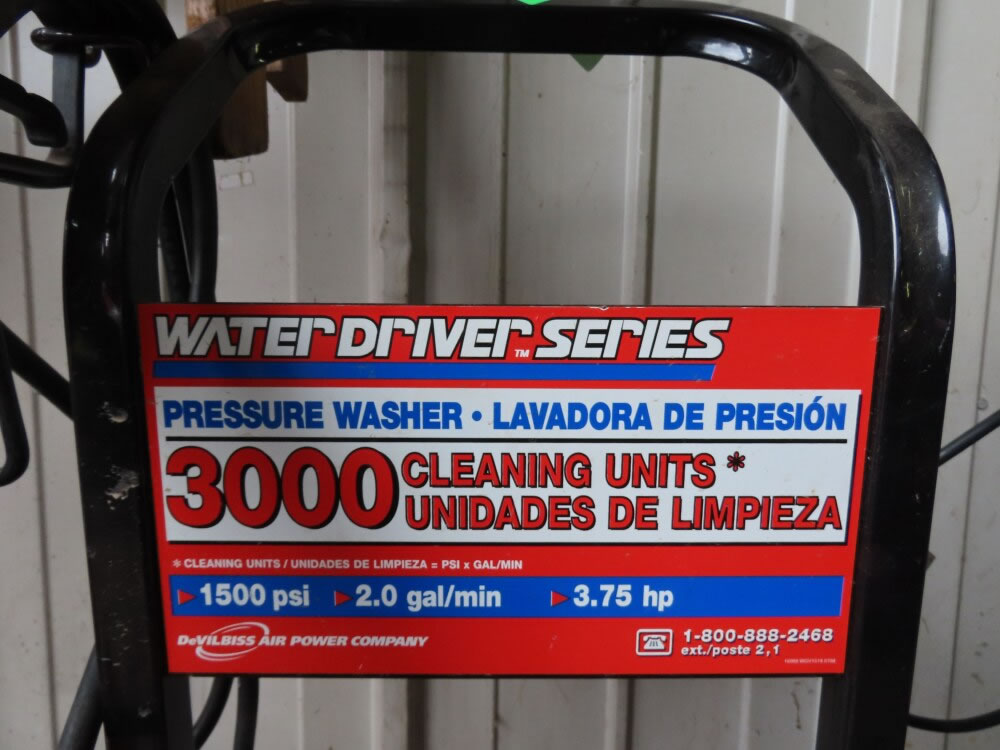 WATER DRIVER™ SERIES
PRESSURE WASHER • LAVADORA DE PRESIÓN
3000 CLEANING UNITS *
UNIDADES DE LIMPIEZA
* CLEANING UNITS / UNIDADES DE LIMPIEZA = PSI x GAL/MIN
1500 psi 2.0 gal/min 3.75 hp
DeVILBISS AIR POWER COMPANY
1-800-888-2468
ext./poste 2,1